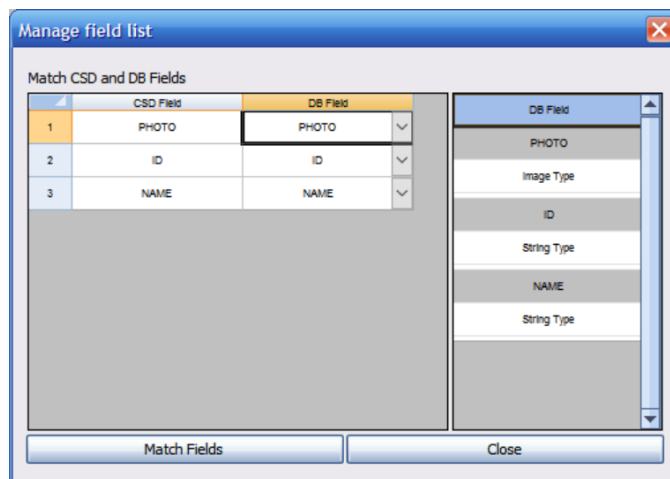 Manage field list
Match CSD and DB Fields
CSD Field DB Field
1 PHOTO PHOTO
2 ID ID
3 NAME NAME
DB Field
PHOTO
Image Type
ID
String Type
NAME
String Type
Match Fields Close